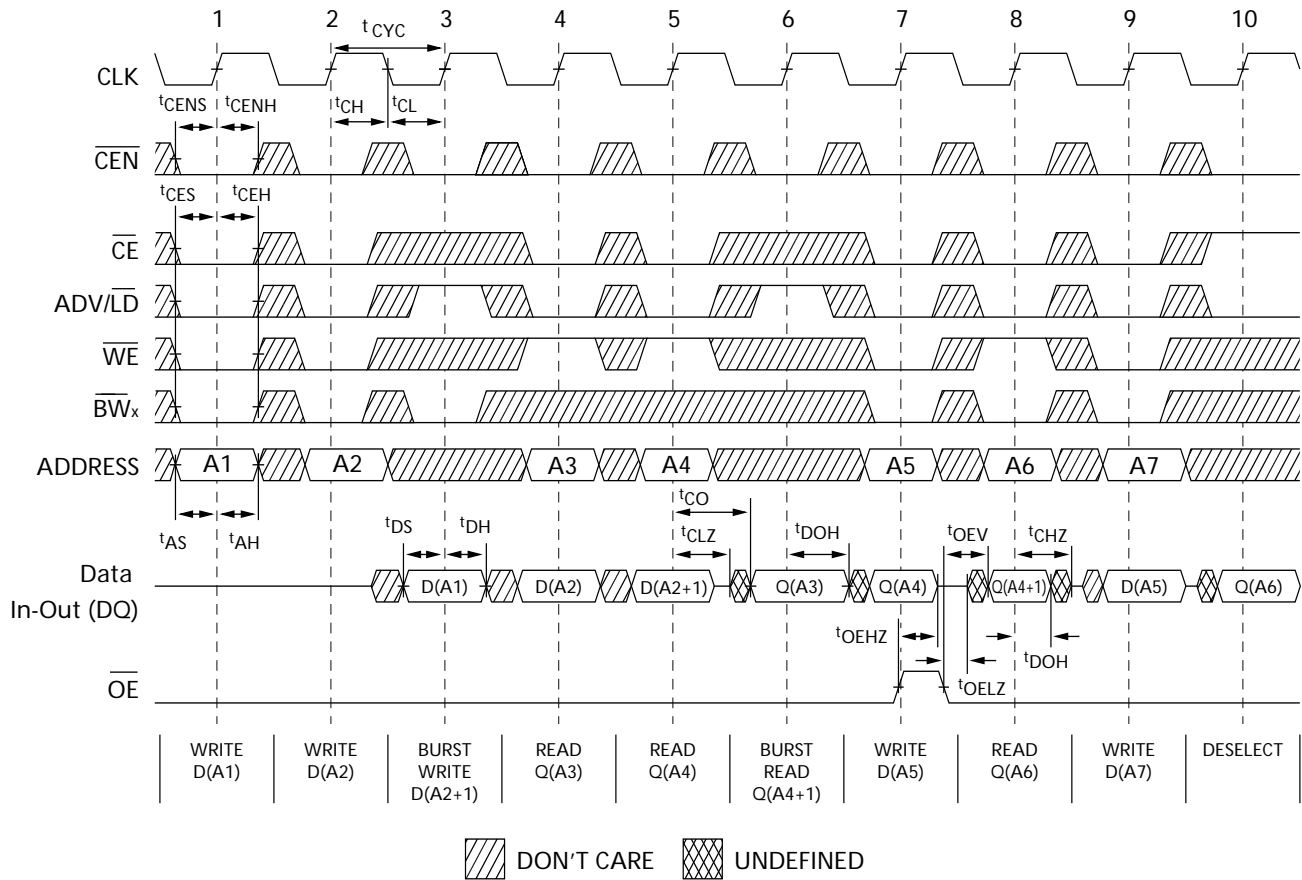 1 2 3 4 5 6 7 8 9 10
tCYC
CLK
tCENS tCENH tCH tCL
CEN
tCES tCEH
CE
ADV/LD
WE
BWx
ADDRESS A1 A2 A3 A4 A5 A6 A7
tCO
tAS tAH tDS tDH tCLZ tDOH tOEV tCHZ
Data
In-Out (DQ)
D(A1) D(A2) D(A2+1) Q(A3) Q(A4) Q(A4+1) D(A5) Q(A6)
tOEHZ tDOH
tOELZ
OE
WRITE
D(A1)
WRITE
D(A2)
BURST
WRITE
D(A2+1)
READ
Q(A3)
READ
Q(A4)
BURST
READ
Q(A4+1)
WRITE
D(A5)
READ
Q(A6)
WRITE
D(A7)
DESELECT
DON'T CARE UNDEFINED